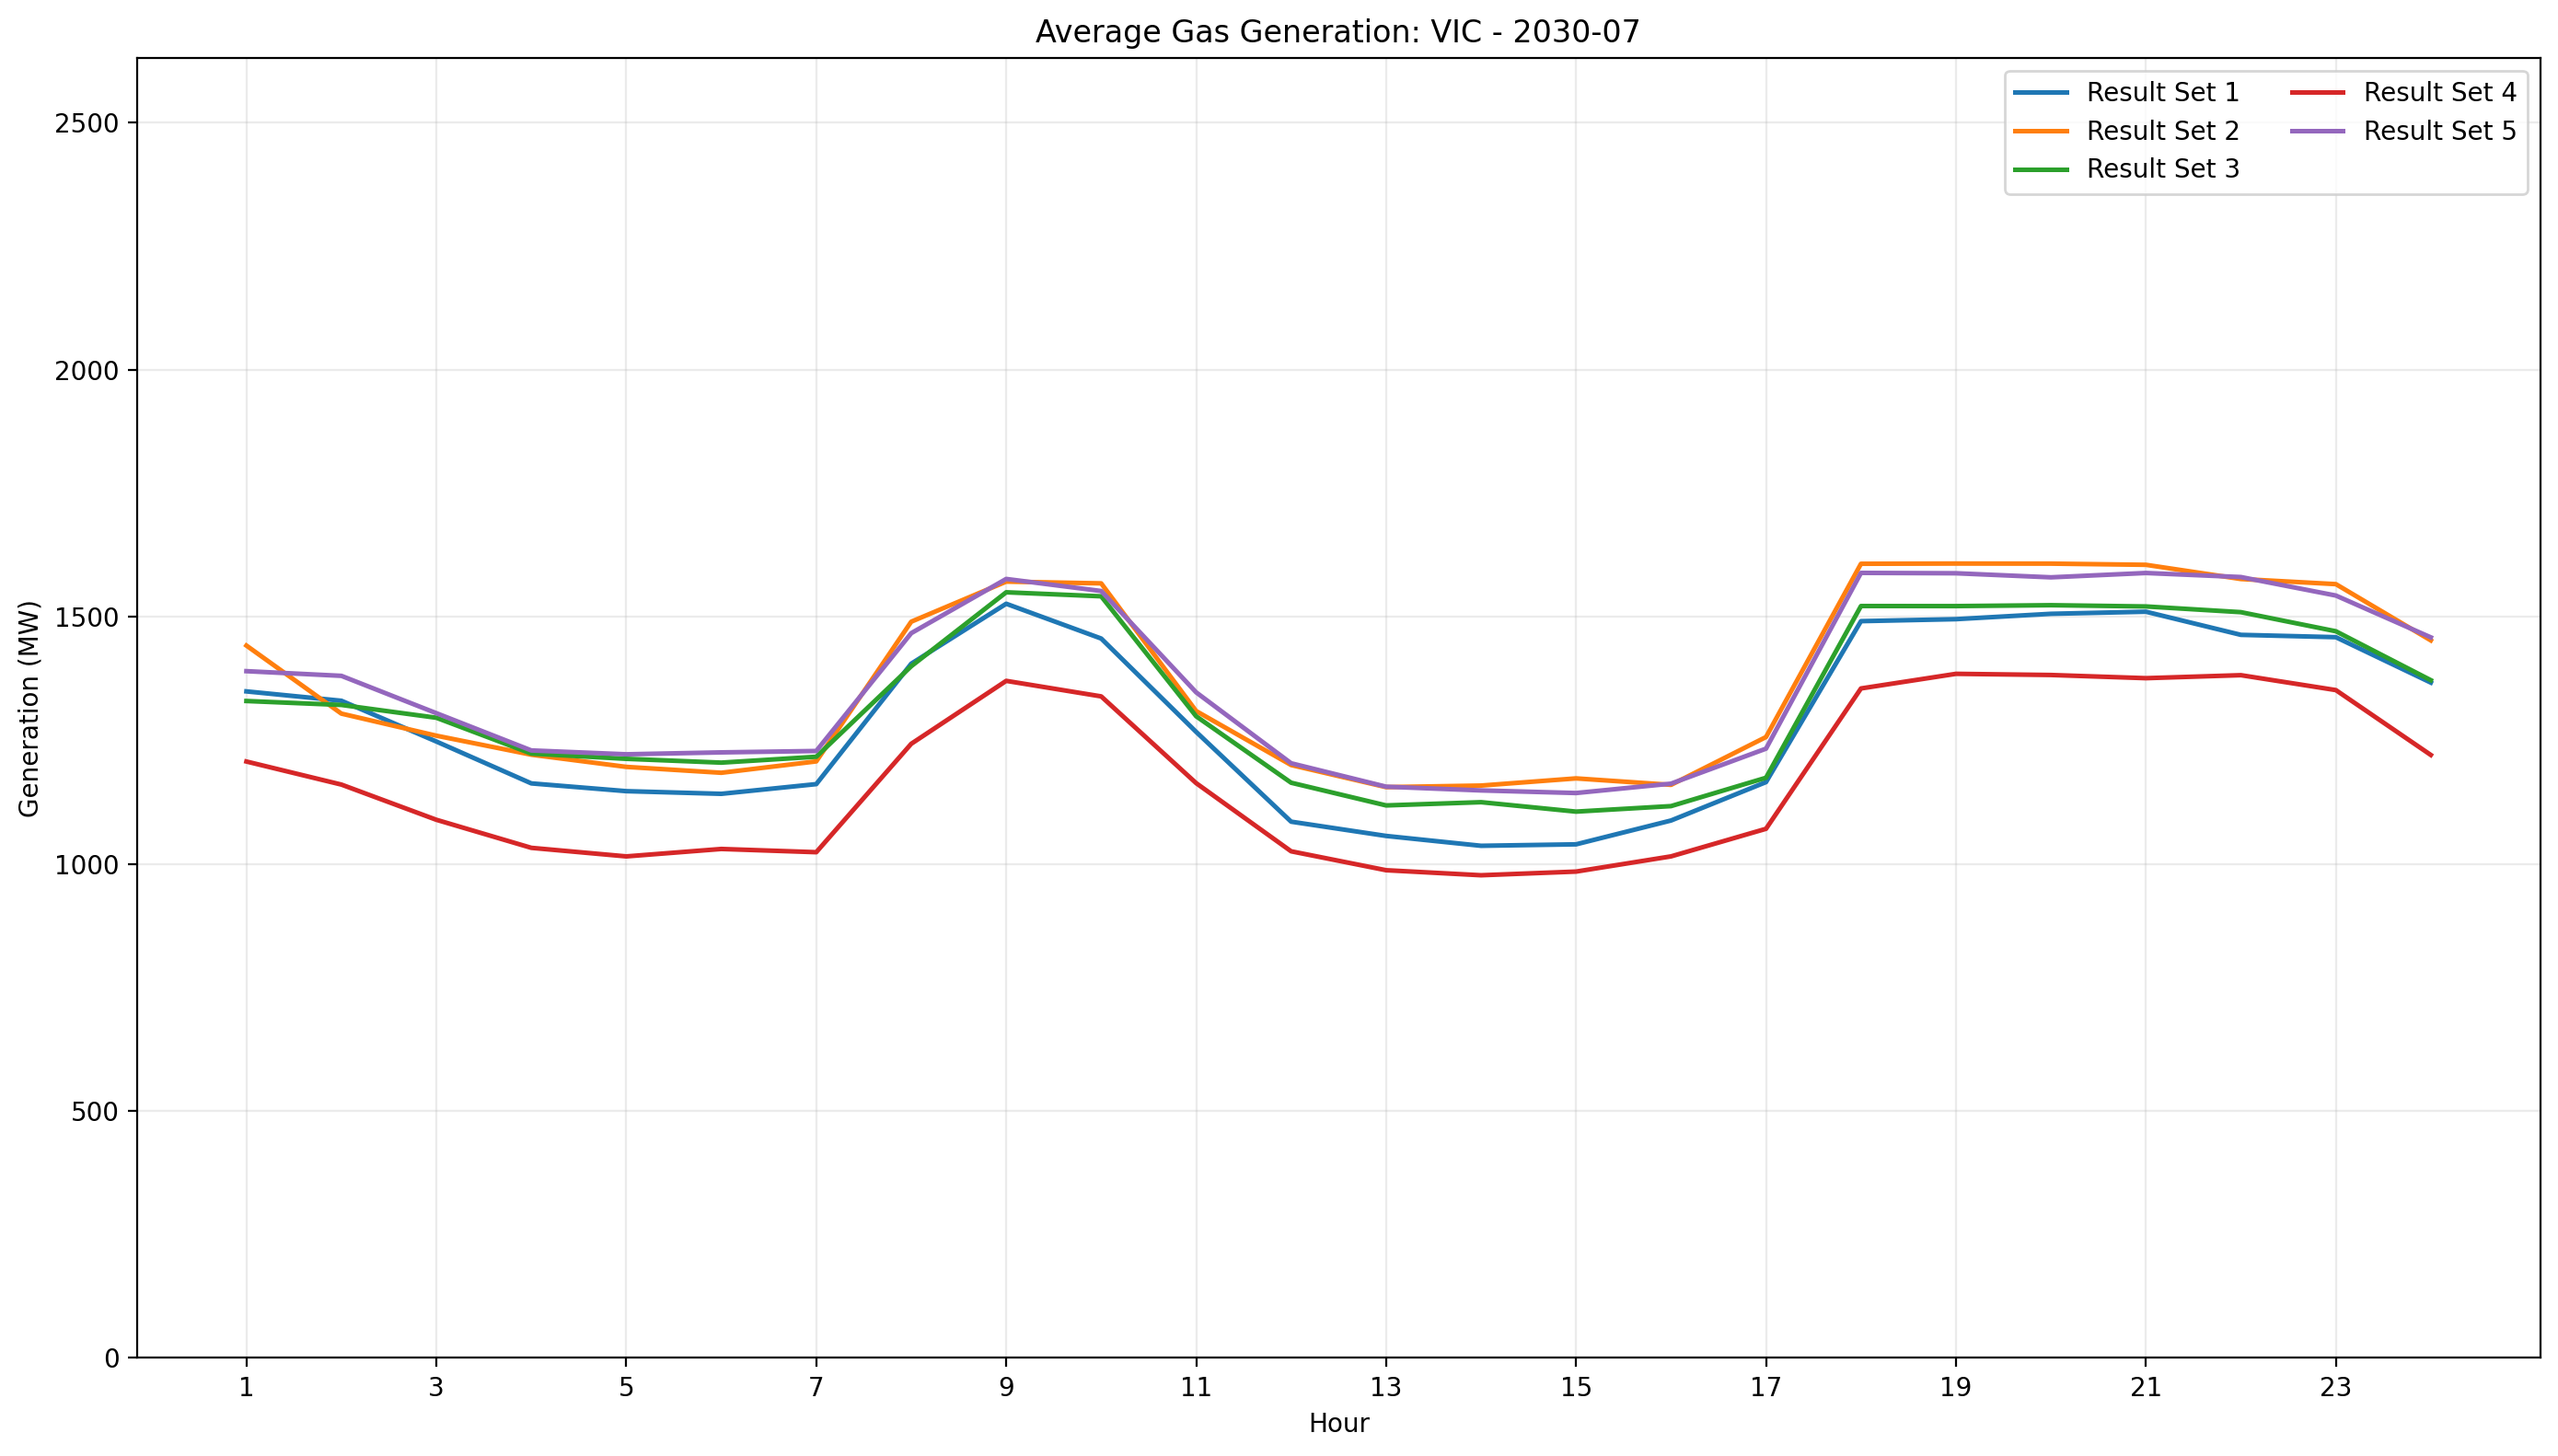 Average Gas Generation: VIC - 2030-07
Result Set 1
Result Set 2
Result Set 3
Result Set 4
Result Set 5
Generation (MW)
2500
2000
1500
1000
500
0
1 3 5 7 9 11 13 15 17 19 21 23
Hour